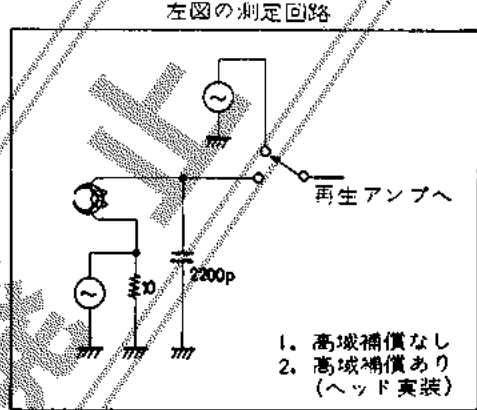 左図の測定回路
再生アンプへ
10
2200p
1. 高域補償なし
2. 高域補償あり
(ヘッド実装)